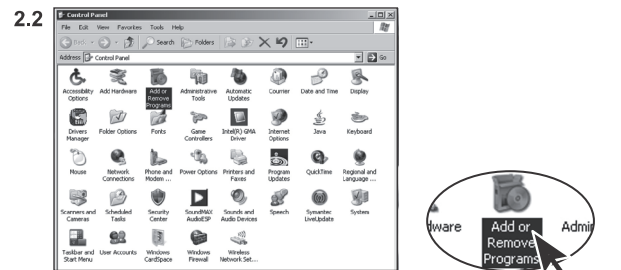 2.2
Control Panel
File Edit View Favorites Tools Help
Back Search Folders
Address Control Panel Go
Accessibility Options
Add Hardware
Add or Remove Programs
Administrative Tools
Automatic Updates
Courrier
Date and Time
Display
Drivers Manager
Folder Options
Fonts
Game Controllers
Intel(R) GMA Driver
Internet Options
Java
Keyboard
Mouse
Network Connections
Phone and Modem ...
Power Options
Printers and Faxes
Program Updates
QuickTime
Regional and Language ...
Scanners and Cameras
Scheduled Tasks
Security Center
SoundMAX AudioESP
Sounds and Audio Devices
Speech
Symantec LiveUpdate
System
Taskbar and Start Menu
User Accounts
Windows CardSpace
Windows Firewall
Wireless Network Set...
dware
Add or
Remove
Programs
Admir